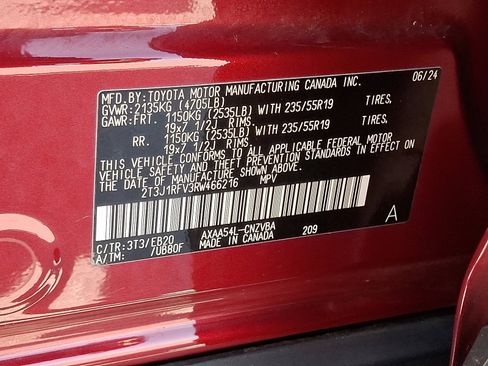 MFD.BY:TOYOTA MOTOR MANUFACTURING CANADA INC. 06/24
GVWR:2135KG (4705LB)
GAWR:FRT. 1150KG (2535LB) WITH 235/55R19 TIRES.
19x7 1/2J RIMS.
RR. 1150KG (2535LB) WITH 235/55R19 TIRES.
19x7 1/2J RIMS.
THIS VEHICLE CONFORMS TO ALL APPLICABLE FEDERAL MOTOR
VEHICLE SAFETY AND THEFT PREVENTION STANDARDS IN EFFECT ON
THE DATE OF MANUFACTURE SHOWN ABOVE.
2T3J1RFV3RW466216 MPV
A
C/TR:3T3/EB20 AXAA54L-CNZVBA 209
A/TM: /UB80F MADE IN CANADA